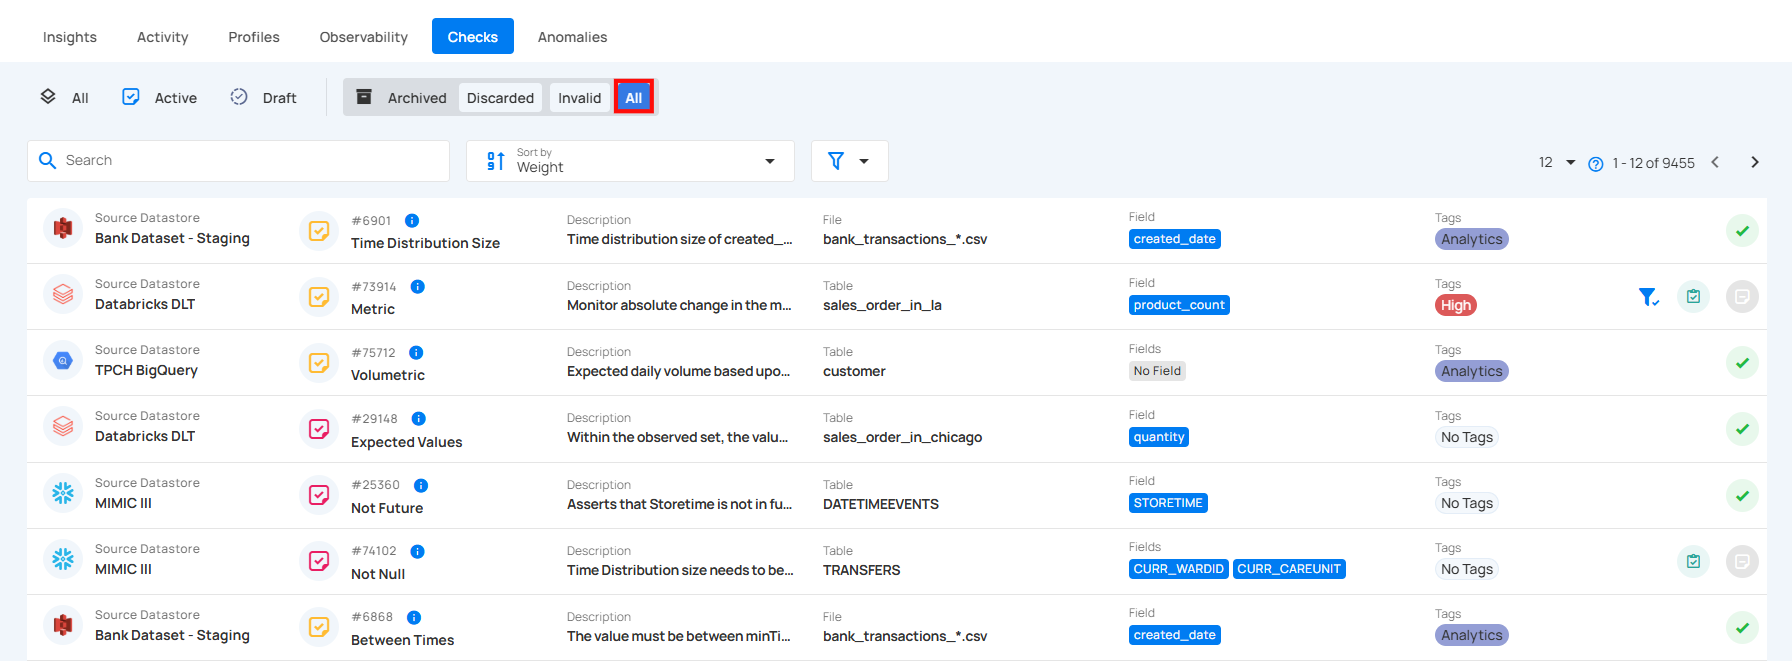 Insights Activity Profiles Observability Checks Anomalies
All Active Draft Archived Discarded Invalid All
Search Sort by Weight 12 1 - 12 of 9455
Source Datastore #6901 Description File Field Tags
Bank Dataset - Staging Time Distribution Size Time distribution size of created_... bank_transactions_*.csv created_date Analytics
Source Datastore #73914 Description Table Field Tags
Databricks DLT Metric Monitor absolute change in the m... sales_order_in_la product_count High
Source Datastore #75712 Description Table Fields Tags
TPCH BigQuery Volumetric Expected daily volume based upo... customer No Field Analytics
Source Datastore #29148 Description Table Field Tags
Databricks DLT Expected Values Within the observed set, the valu... sales_order_in_chicago quantity No Tags
Source Datastore #25360 Description Table Field Tags
MIMIC III Not Future Asserts that Storetime is not in fu... DATETIMEEVENTS STORETIME No Tags
Source Datastore #74102 Description Table Fields Tags
MIMIC III Not Null Time Distribution size needs to be... TRANSFERS CURR_WARDID CURR_CAREUNIT No Tags
Source Datastore #6868 Description File Field Tags
Bank Dataset - Staging Between Times The value must be between minTi... bank_transactions_*.csv created_date Analytics